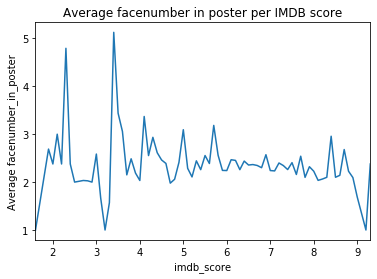 Average facenumber in poster per IMDB score
Average facenumber_in_poster
5
4
3
2
1
2 3 4 5 6 7 8 9
imdb_score